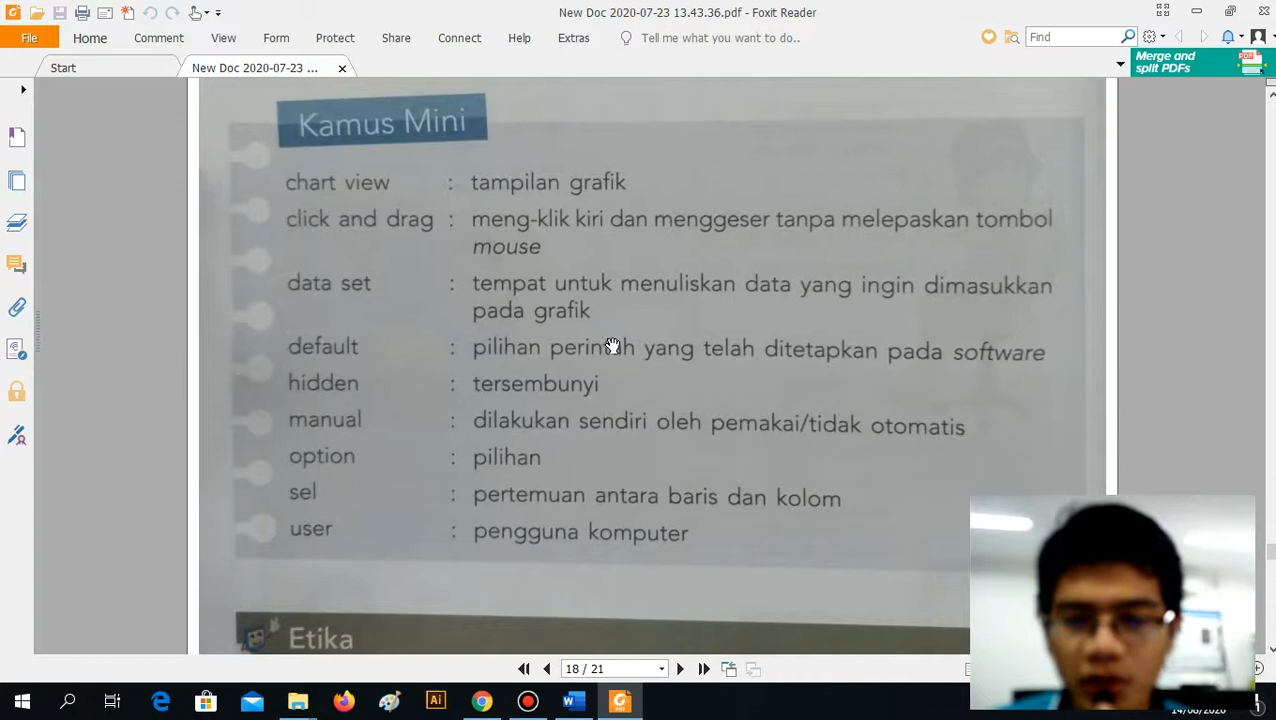 New Doc 2020-07-23 13.43.36.pdf - Foxit Reader
File Home Comment View Form Protect Share Connect Help Extras Tell me what you want to do.. Find
Start New Doc 2020-07-23 ...
Merge and
split PDFs
PDF
Kamus Mini
chart view : tampilan grafik
click and drag : meng-klik kiri dan menggeser tanpa melepaskan tombol
mouse
data set : tempat untuk menuliskan data yang ingin dimasukkan
pada grafik
default : pilihan perintah yang telah ditetapkan pada software
hidden : tersembunyi
manual : dilakukan sendiri oleh pemakai/tidak otomatis
option : pilihan
sel : pertemuan antara baris dan kolom
user : pengguna komputer
Etika
18 / 21
Ai
14/08/2020